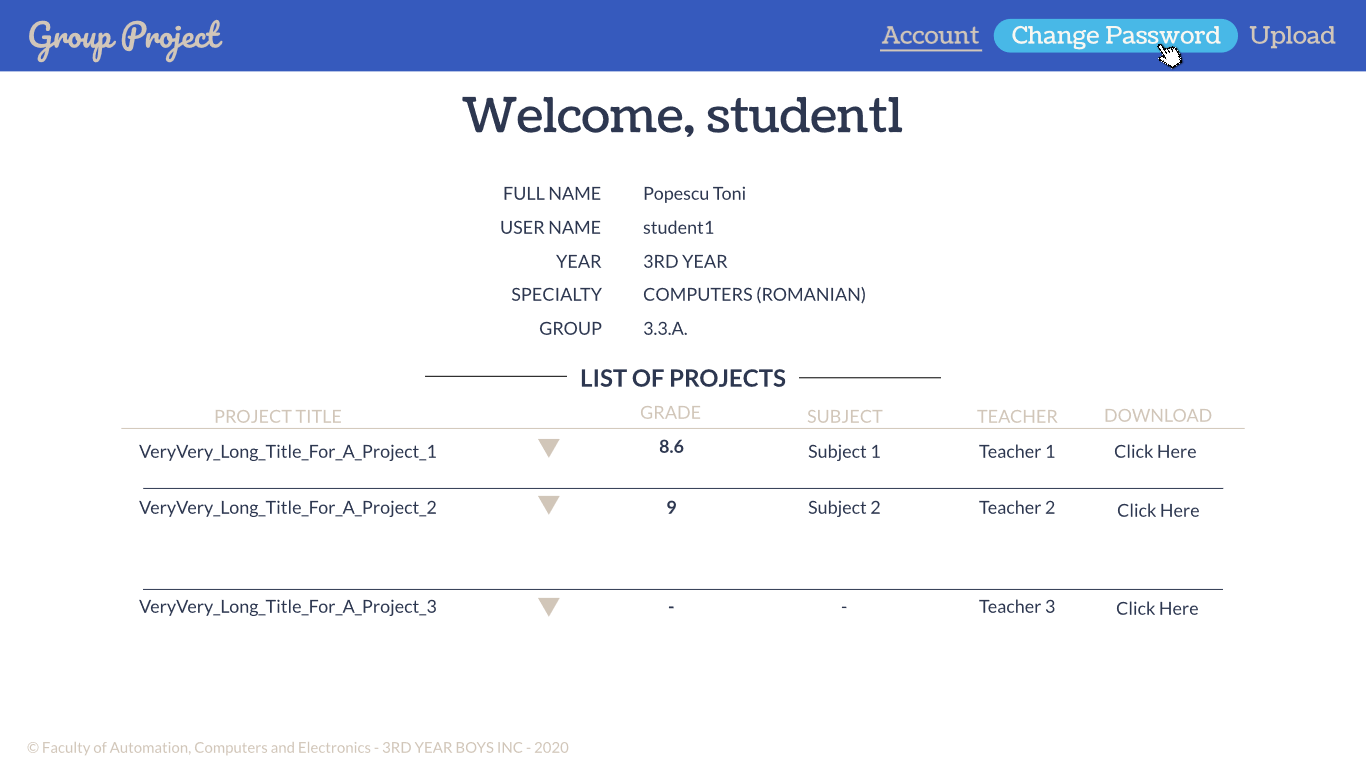 Group Project
Account Change Password Upload
Welcome, student1
FULL NAME Popescu Toni
USER NAME student1
YEAR 3RD YEAR
SPECIALTY COMPUTERS (ROMANIAN)
GROUP 3.3.A.
LIST OF PROJECTS
PROJECT TITLE GRADE SUBJECT TEACHER DOWNLOAD
VeryVery_Long_Title_For_A_Project_1 8.6 Subject 1 Teacher 1 Click Here
VeryVery_Long_Title_For_A_Project_2 9 Subject 2 Teacher 2 Click Here
VeryVery_Long_Title_For_A_Project_3 - - Teacher 3 Click Here
© Faculty of Automation, Computers and Electronics - 3RD YEAR BOYS INC - 2020